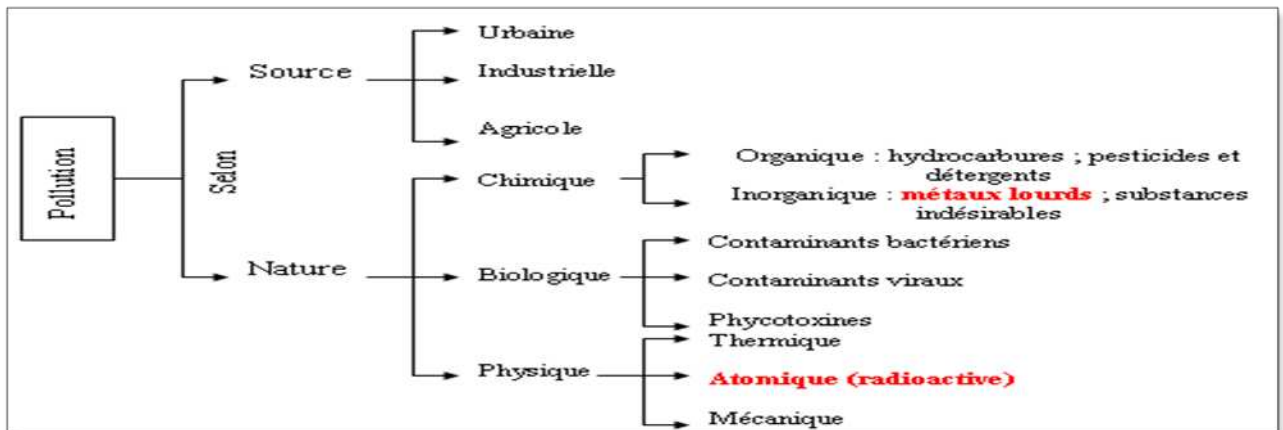 Pollution
Selon
Source
Urbaine
Industrielle
Agricole
Nature
Chimique
Organique : hydrocarbures ; pesticides et
détergents
Inorganique : métaux lourds ; substances
indésirables
Biologique
Contaminants bactériens
Contaminants viraux
Phycotoxines
Physique
Thermique
Atomique (radioactive)
Mécanique